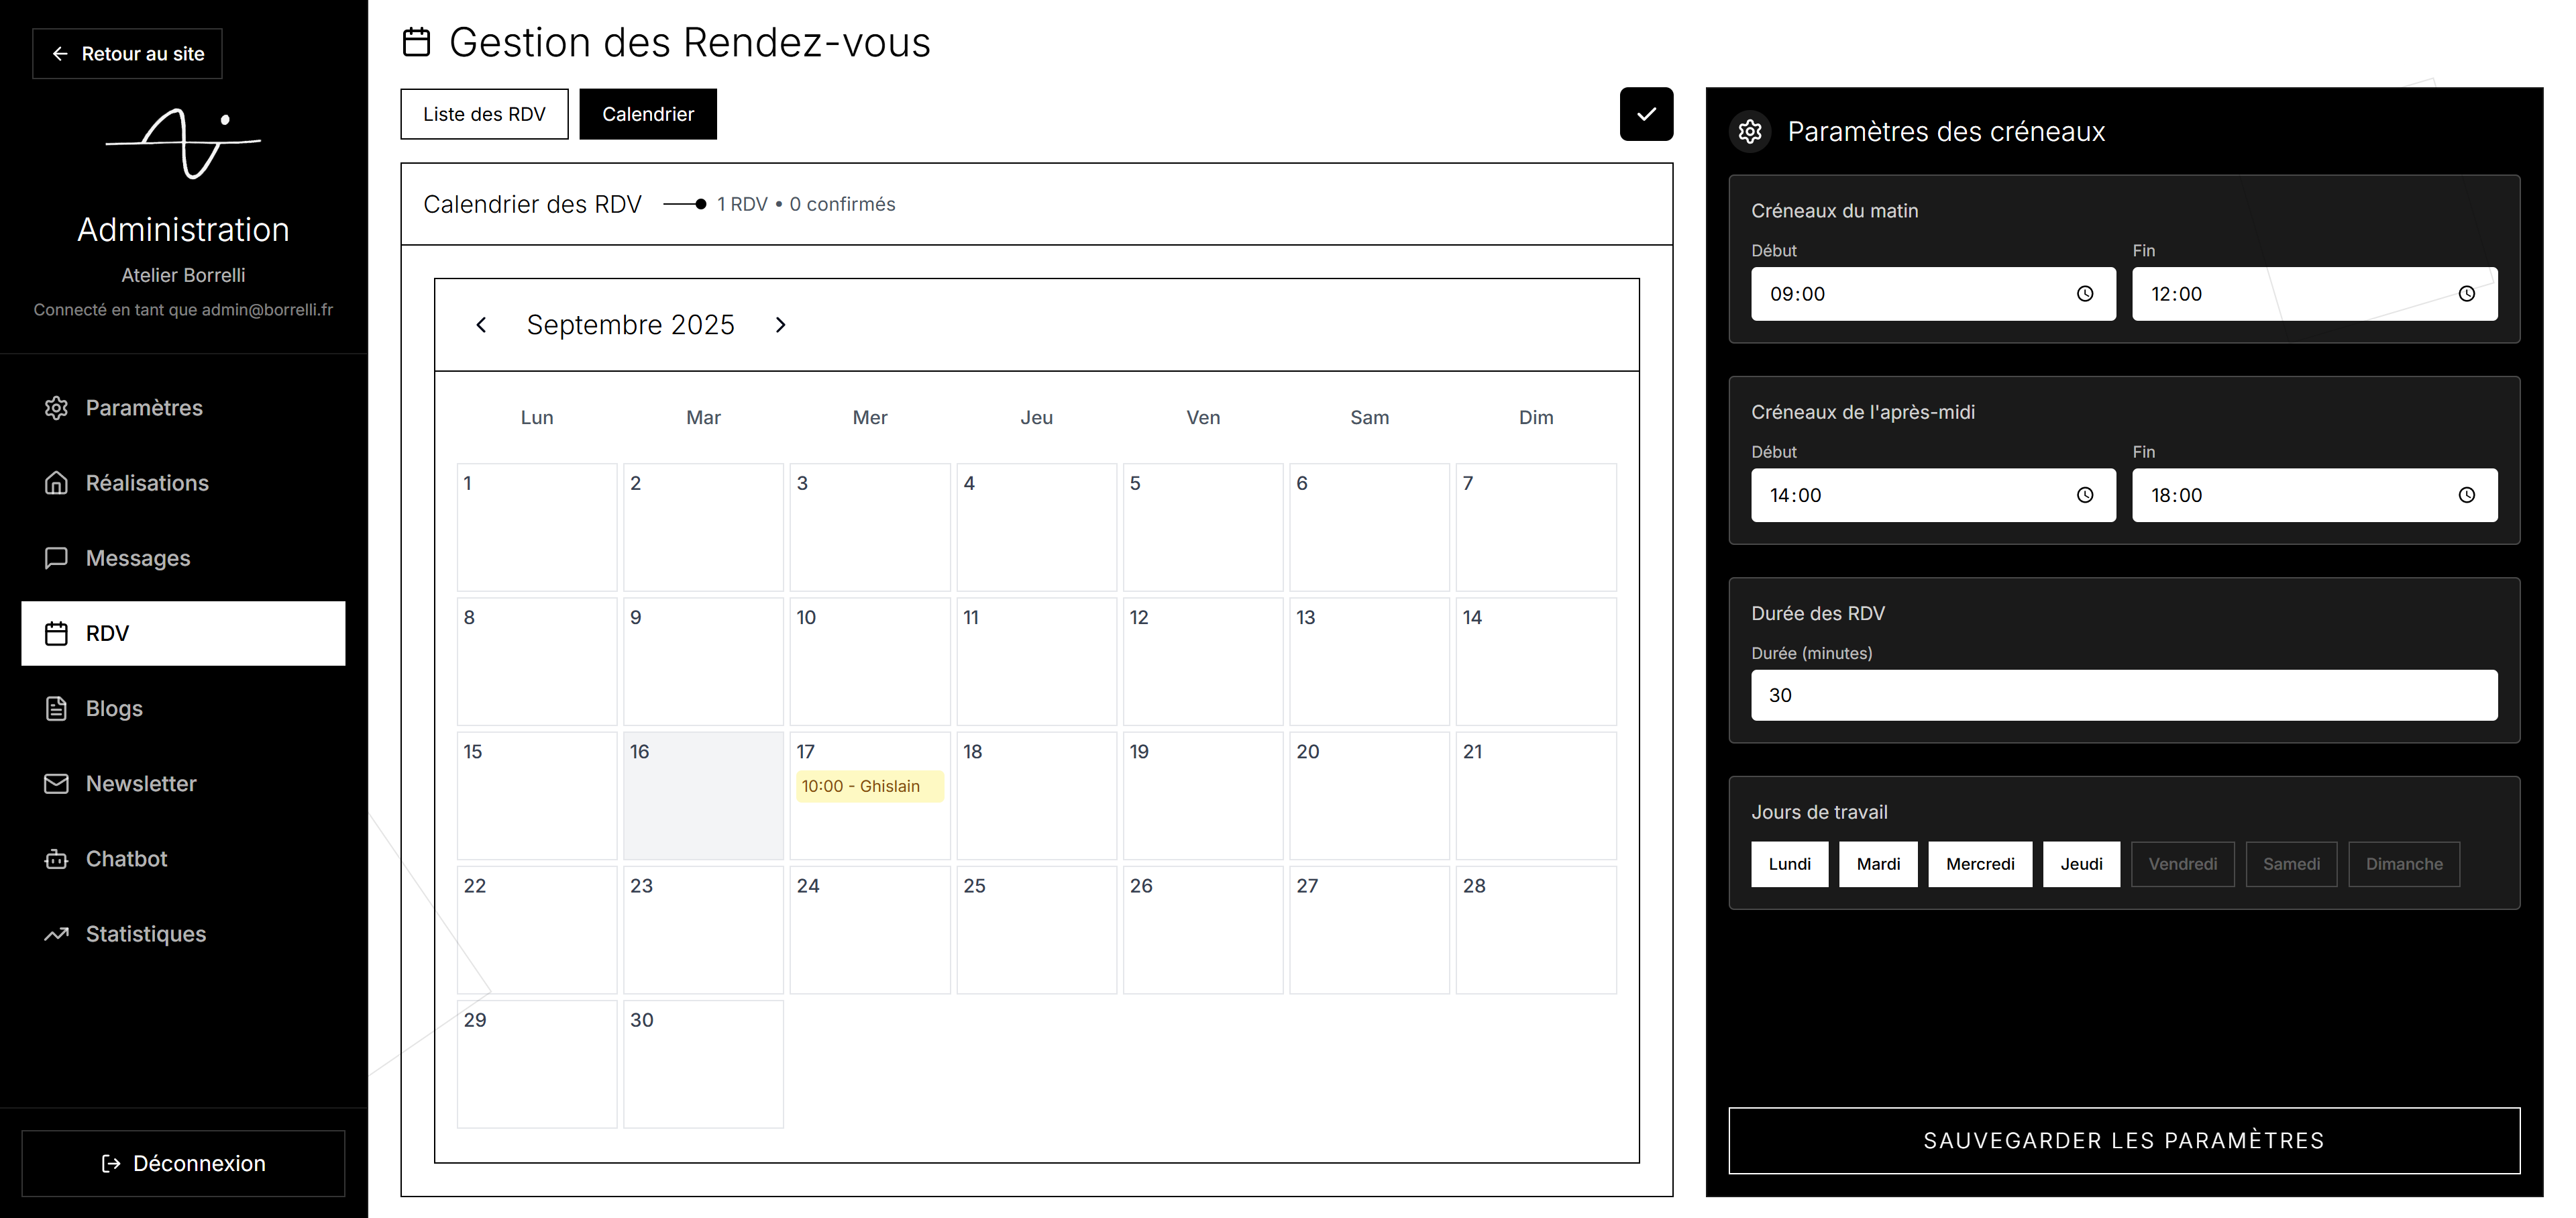 Retour au site
Administration
Atelier Borrelli
Connecté en tant que admin@borrelli.fr
Paramètres
Réalisations
Messages
RDV
Blogs
Newsletter
Chatbot
Statistiques
Déconnexion
Gestion des Rendez-vous
Liste des RDV
Calendrier
Calendrier des RDV
1 RDV • 0 confirmés
Septembre 2025
Lun Mar Mer Jeu Ven Sam Dim
1 2 3 4 5 6 7
8 9 10 11 12 13 14
15 16 17 18 19 20 21
10:00 - Ghislain
22 23 24 25 26 27 28
29 30
Paramètres des créneaux
Créneaux du matin
Début Fin
09:00 12:00
Créneaux de l'après-midi
Début Fin
14:00 18:00
Durée des RDV
Durée (minutes)
30
Jours de travail
Lundi Mardi Mercredi Jeudi Vendredi Samedi Dimanche
SAUVEGARDER LES PARAMÈTRES